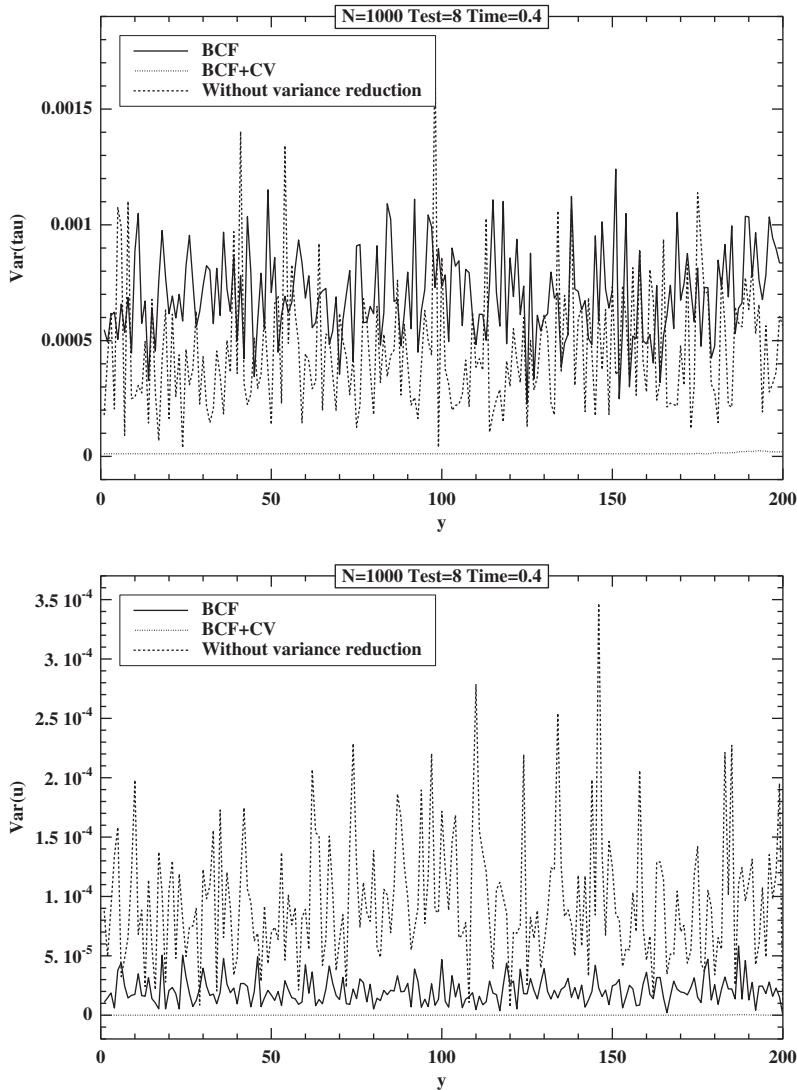 N=1000 Test=8 Time=0.4
BCF
BCF+CV
Without variance reduction
0.0015
0.001
0.0005
0
Var(tau)
0 50 100 150 200
y
N=1000 Test=8 Time=0.4
BCF
BCF+CV
Without variance reduction
3.5 10-4
3. 10-4
2.5 10-4
2. 10-4
1.5 10-4
1. 10-4
5. 10-5
0
Var(u)
0 50 100 150 200
y